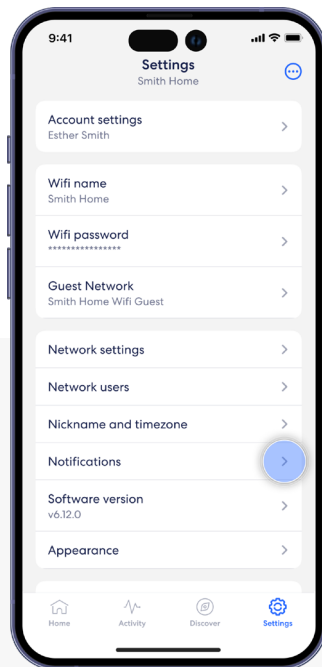 9:41
Settings
Smith Home
Account settings
Esther Smith
Wifi name
Smith Home
Wifi password
****************
Guest Network
Smith Home Wifi Guest
Network settings
Network users
Nickname and timezone
Notifications
Software version
v6.12.0
Appearance
Home Activity Discover Settings